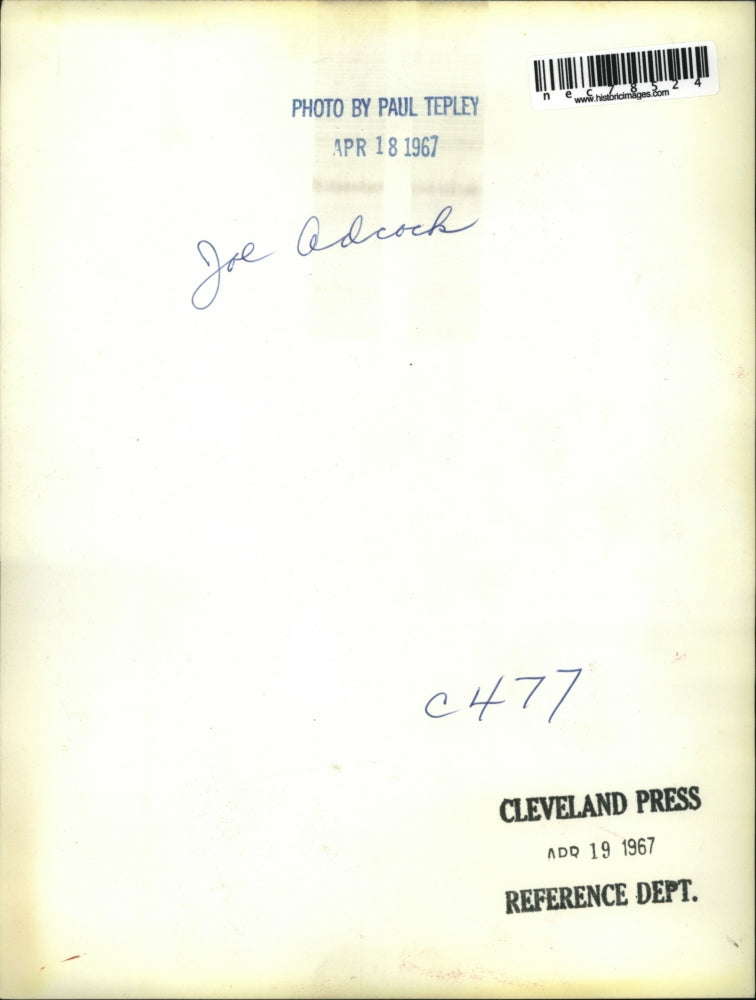 nec78524
www.historicimages.com
PHOTO BY PAUL TEPLEY
APR 18 1967
Joe Adcock
C477
CLEVELAND PRESS
APR 19 1967
REFERENCE DEPT.